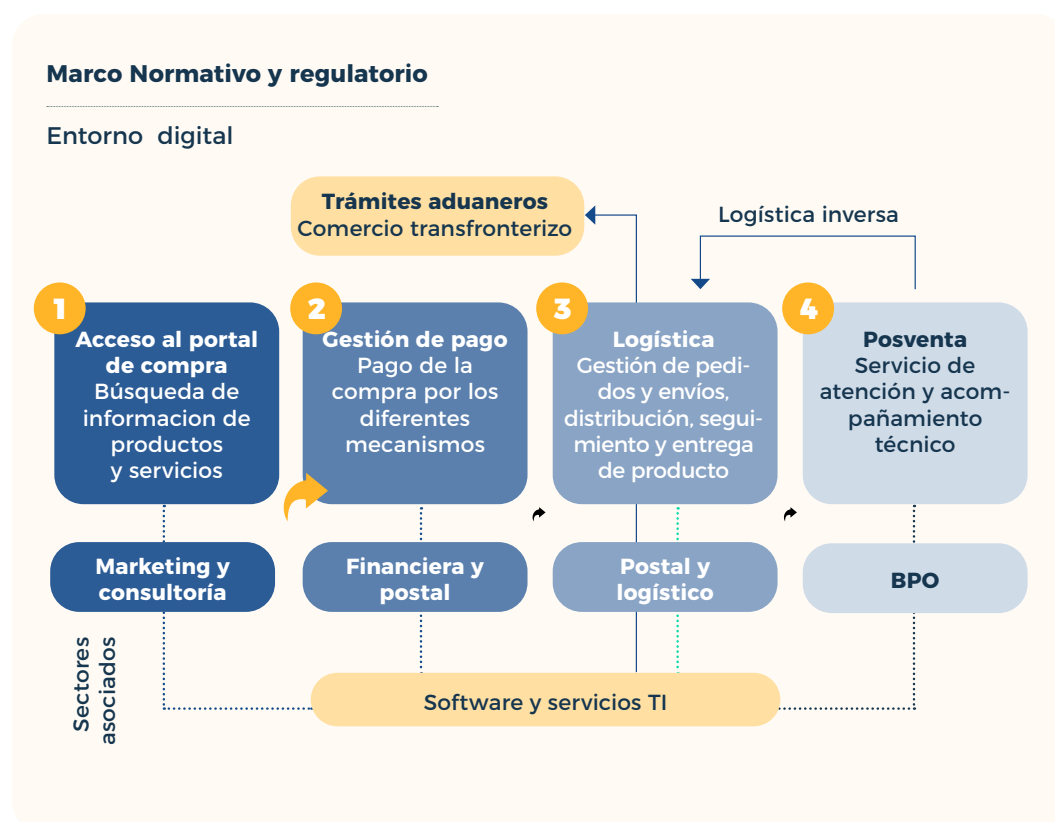 Marco Normativo y regulatorio
Entorno digital
Trámites aduaneros
Comercio transfronterizo
Logística inversa
1
Acceso al portal
de compra
Búsqueda de
informacion de
productos
y servicios
2
Gestión de pago
Pago de la
compra por los
diferentes
mecanismos
3
Logística
Gestión de pedi-
dos y envíos,
distribución, segui-
miento y entrega
de producto
4
Posventa
Servicio de
atención y acom-
pañamiento
técnico
Marketing y
consultoría
Financiera y
postal
Postal y
logístico
BPO
Sectores
asociados
Software y servicios TI